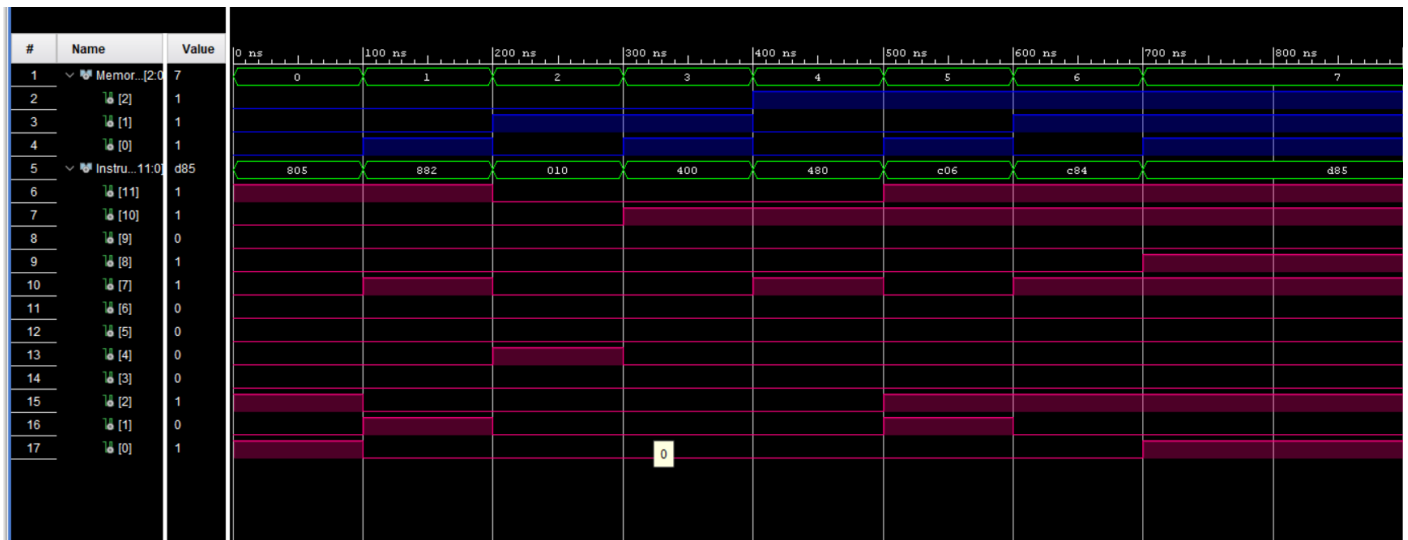 # Name Value 0 ns 100 ns 200 ns 300 ns 400 ns 500 ns 600 ns 700 ns 800 ns
1 Memor...[2:0 7 0 1 2 3 4 5 6 7
2 [2] 1
3 [1] 1
4 [0] 1
5 Instru...11:0] d85 805 882 010 400 480 c06 c84 d85
6 [11] 1
7 [10] 1
8 [9] 0
9 [8] 1
10 [7] 1
11 [6] 0
12 [5] 0
13 [4] 0
14 [3] 0
15 [2] 1
16 [1] 0
17 [0] 1 0